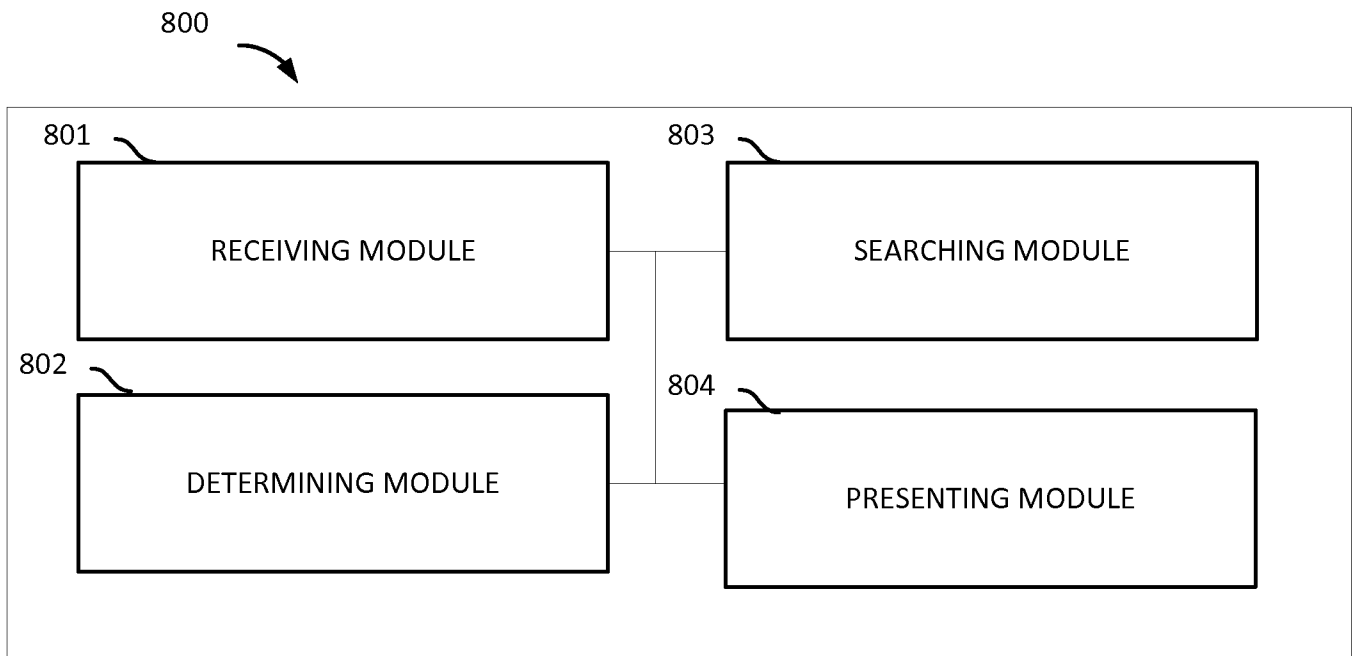 800
801
803
RECEIVING MODULE
SEARCHING MODULE
802
804
DETERMINING MODULE
PRESENTING MODULE